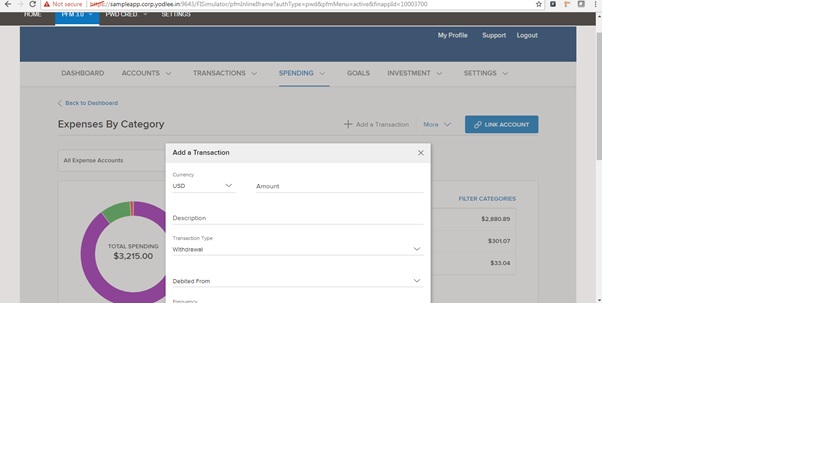 Not secure https://sampleapp.corp.yodlee.in:9643/FISimulator/pfmInlineIframe?authType=pwd&pfmMenu=active&finappId=10003700
HOME PFM 3.0 PWD CRED SETTINGS
My Profile Support Logout
DASHBOARD ACCOUNTS TRANSACTIONS SPENDING GOALS INVESTMENT SETTINGS
Back to Dashboard
Expenses By Category
Add a Transaction More LINK ACCOUNT
Add a Transaction
All Expense Accounts
Currency
USD
Amount
FILTER CATEGORIES
Description
$2,880.89
Transaction Type
$301.07
TOTAL SPENDING
Withdrawal
$3,215.00
$33.04
Debited From
Frequency